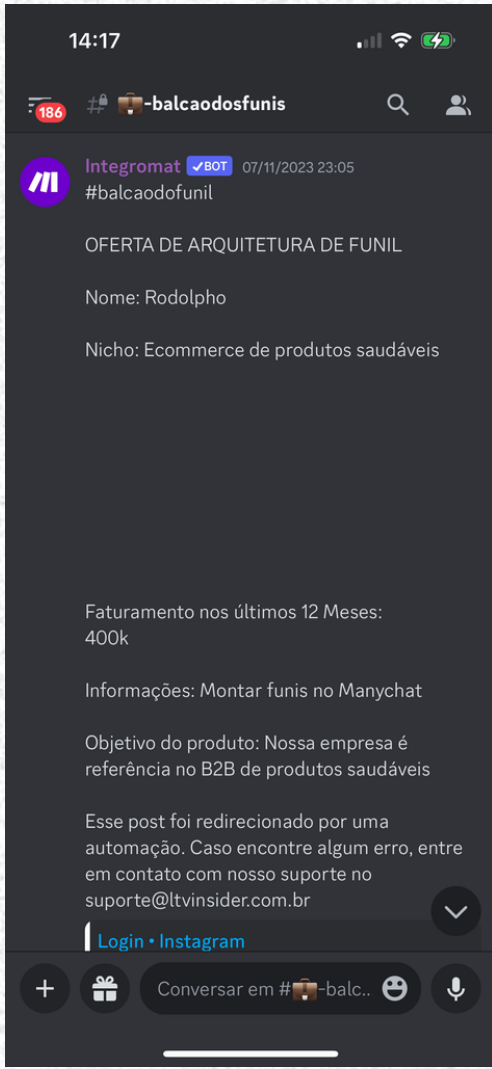 14:17
186
# 💼-balcaodosfunis
Integromat ✓BOT 07/11/2023 23:05
#balcaodofunil
OFERTA DE ARQUITETURA DE FUNIL
Nome: Rodolpho
Nicho: Ecommerce de produtos saudáveis
Faturamento nos últimos 12 Meses:
400k
Informações: Montar funis no Manychat
Objetivo do produto: Nossa empresa é
referência no B2B de produtos saudáveis
Esse post foi redirecionado por uma
automação. Caso encontre algum erro, entre
em contato com nosso suporte no
suporte@ltvinsider.com.br
Login • Instagram
Conversar em #💼-balc..